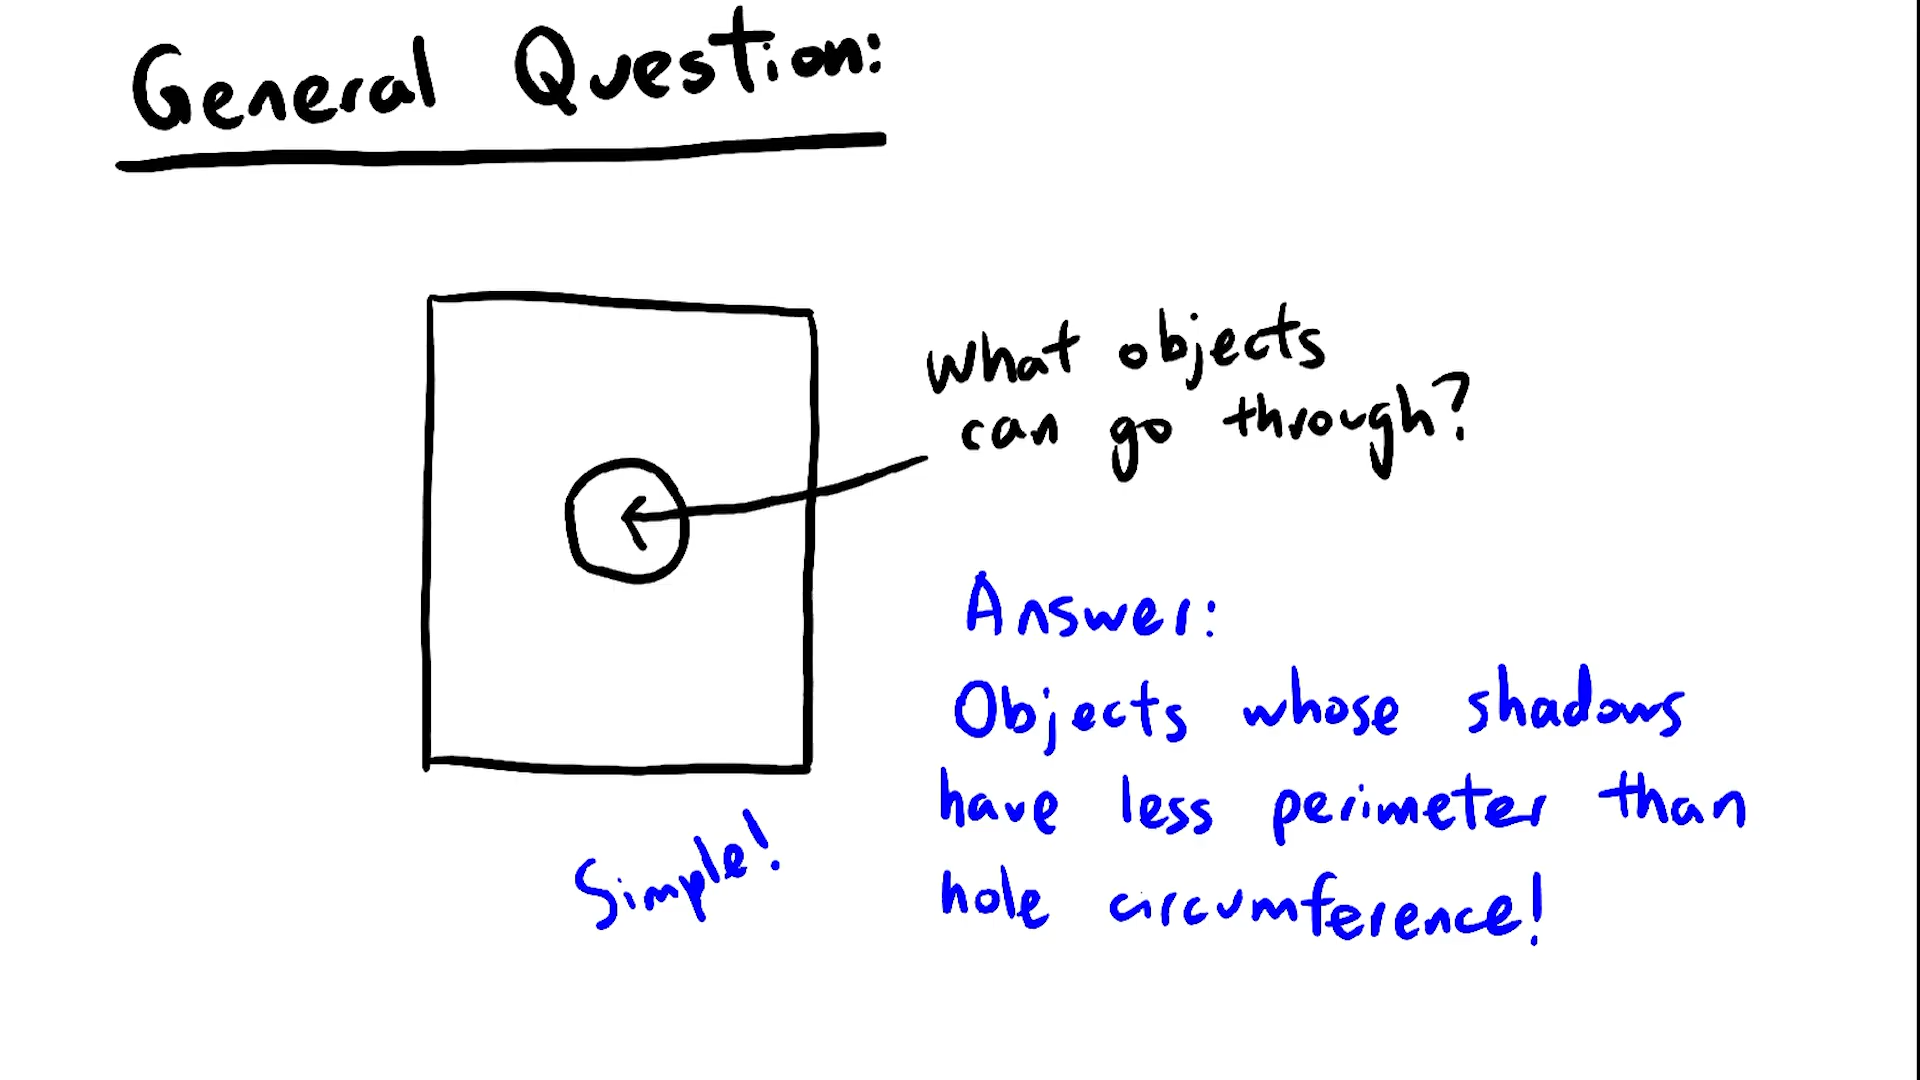 General Question:
What objects
can go through?
Answer:
Objects whose shadows
have less perimeter than
hole circumference!
Simple!